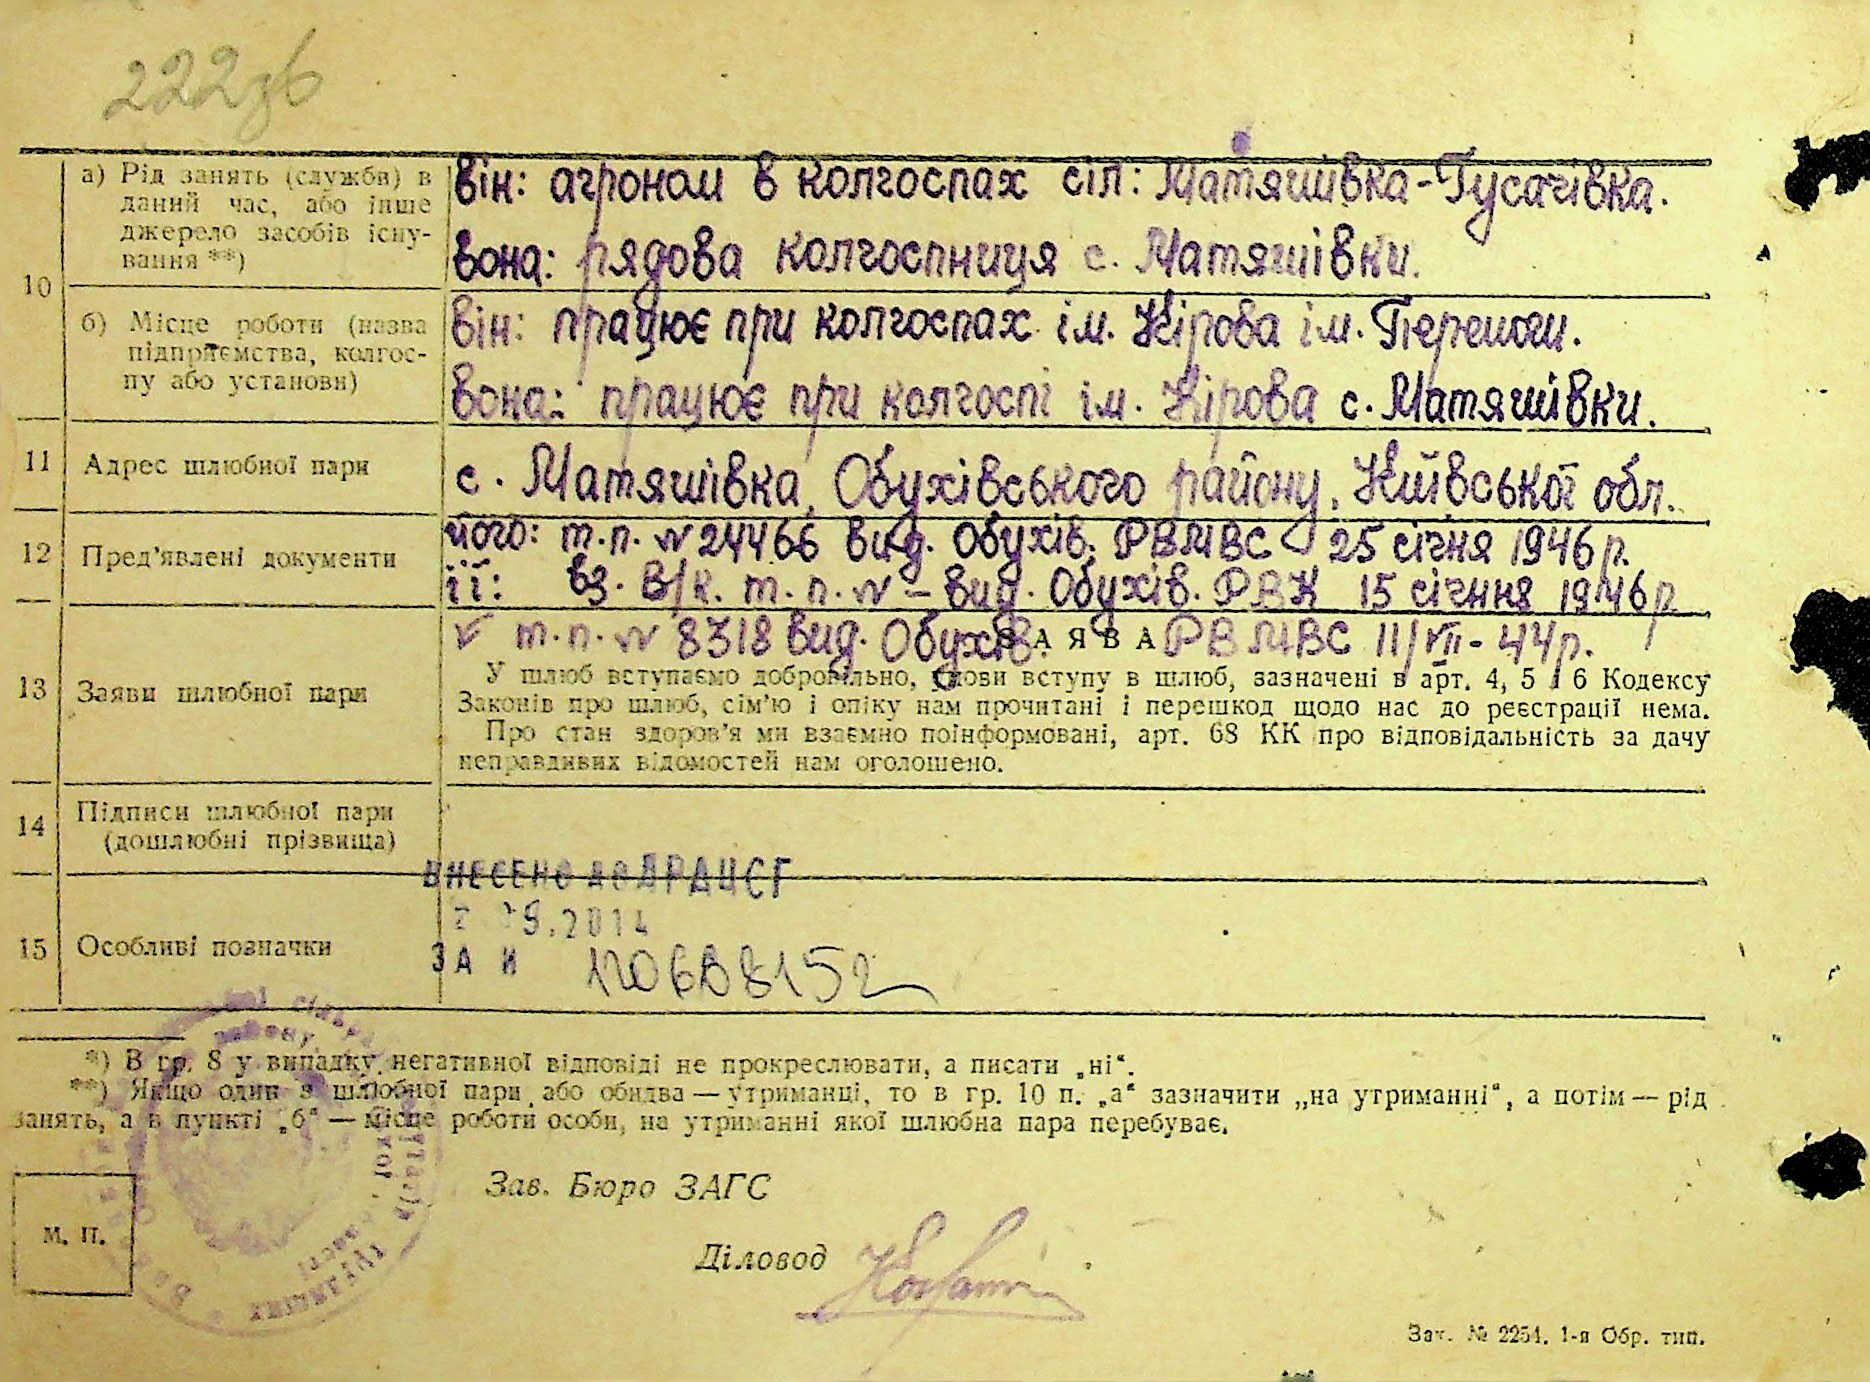 222зв
а) Рід занять (служби) в даний час, або інше джерело засобів існування **)
він: агроном в колгоспах сіл: Матяшівка-Гусачівка.
вона: рядова колгоспниця с. Матяшівки.
10
б) Місце роботи (назва підприємства, колгоспу або установи)
він: працює при колгоспах ім. Кірова ім. Перемоги.
вона: працює при колгоспі ім. Кірова с. Матяшівки.
11 Адрес шлюбної пари
с. Матяшівка, Обухівського району, Київської обл.
12 Пред'явлені документи
його: т.п. № 24466 вид. Обухів. РВМВС 25 січня 1946 р.
її: вз. В/к. т. п. № – вид. Обухів. РВК 15 січння 1946 р
т.п. № 8318 вид. Обухів. РВМВС 11/VII - 44р.
ЗАЯВА
13 Заяви шлюбної пари
У шлюб вступаємо добровільно, умови вступу в шлюб, зазначені в арт. 4, 5 і 6 Кодексу
Законів про шлюб, сім'ю і опіку нам прочитані і перешкод щодо нас до реєстрації нема.
Про стан здоров'я ми взаємно поінформовані, арт. 68 КК про відповідальність за дачу
неправдивих відомостей нам оголошено.
14 Підписи шлюбної пари
(дошлюбні прізвища)
ВНЕСЕНО до ДРАЦСГ
9.2014
15 Особливі позначки
ЗА №
*) В гр. 8 у випадку негативної відповіді не прокреслювати, а писати „ні“.
**) Якщо один з шлюбної пари або обидва — утриманці, то в гр. 10 п. „а“ зазначити „на утриманні“, а потім — рід
занять, а в пункті „б“ — місце роботи особи, на утриманні якої шлюбна пара перебуває.
Зав. Бюро ЗАГС
М. П.
Діловод
Зак. № 2254. 1-я Обр. тип.